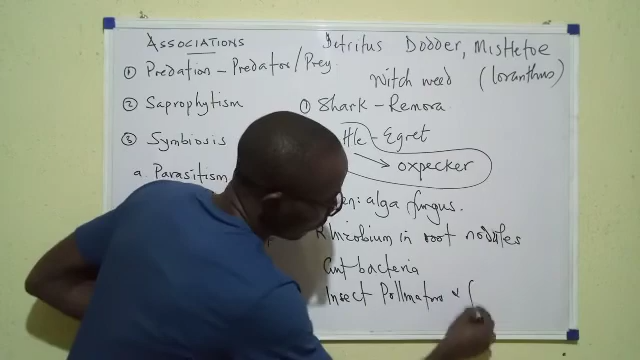 ASSOCIATIONS
① Predation - Predator/Prey
② Saprophytism
③ Symbiosis
a. Parasitism
Detritus Dodder, Mistletoe
Witch weed (loranthus)
① Shark - Remora
Egret
oxpecker
alga fungus.
Rhizobium in root nodules
Gut bacteria
Insect Pollinators